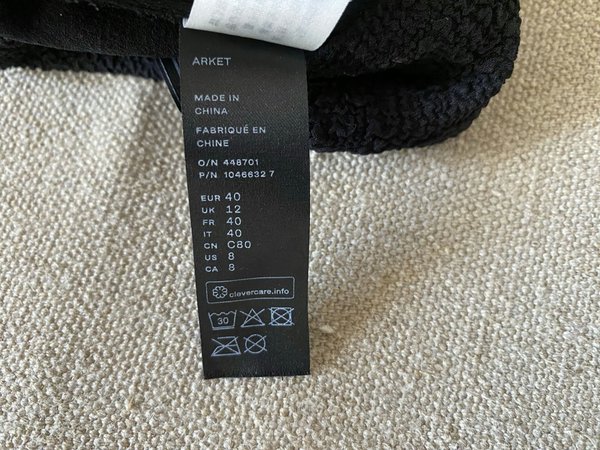 ARKET
MADE IN
CHINA
FABRIQUÉ EN
CHINE
O/N 448701
P/N 1046632 7
EUR 40
UK 12
FR 40
IT 40
CN C80
US 8
CA 8
clevercare.info
30